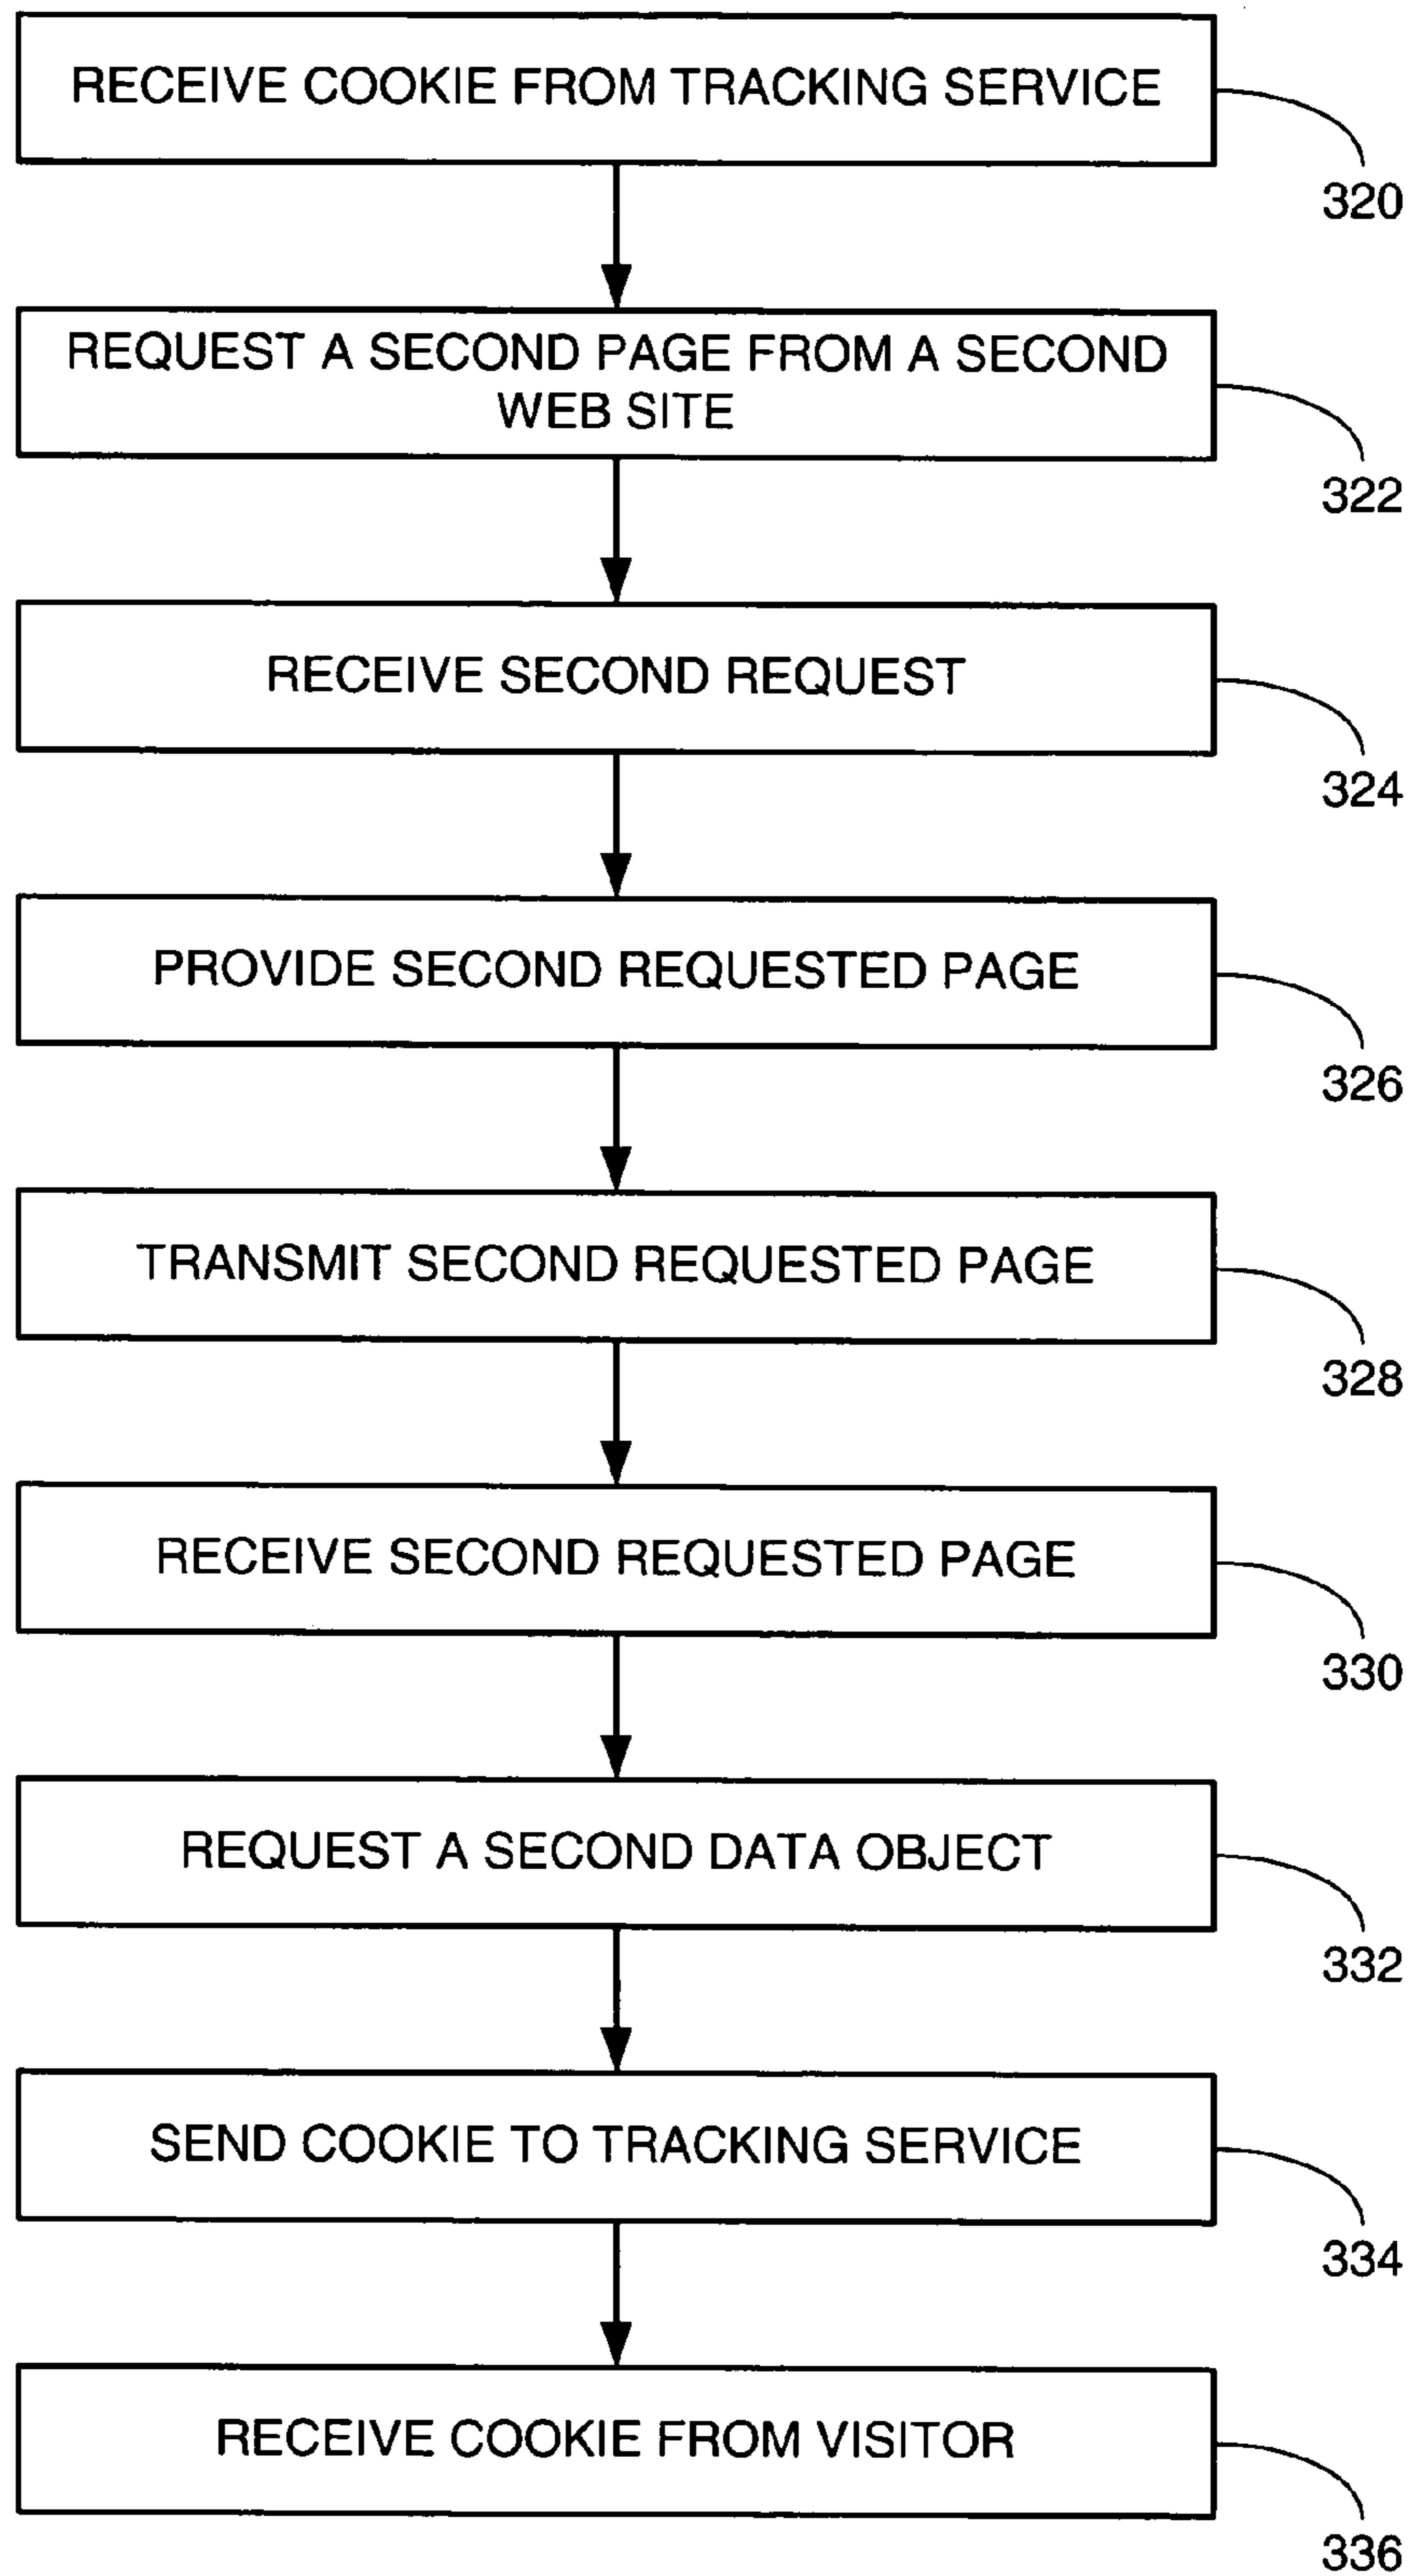 RECEIVE COOKIE FROM TRACKING SERVICE
320
REQUEST A SECOND PAGE FROM A SECOND
WEB SITE
322
RECEIVE SECOND REQUEST
324
PROVIDE SECOND REQUESTED PAGE
326
TRANSMIT SECOND REQUESTED PAGE
328
RECEIVE SECOND REQUESTED PAGE
330
REQUEST A SECOND DATA OBJECT
332
SEND COOKIE TO TRACKING SERVICE
334
RECEIVE COOKIE FROM VISITOR
336